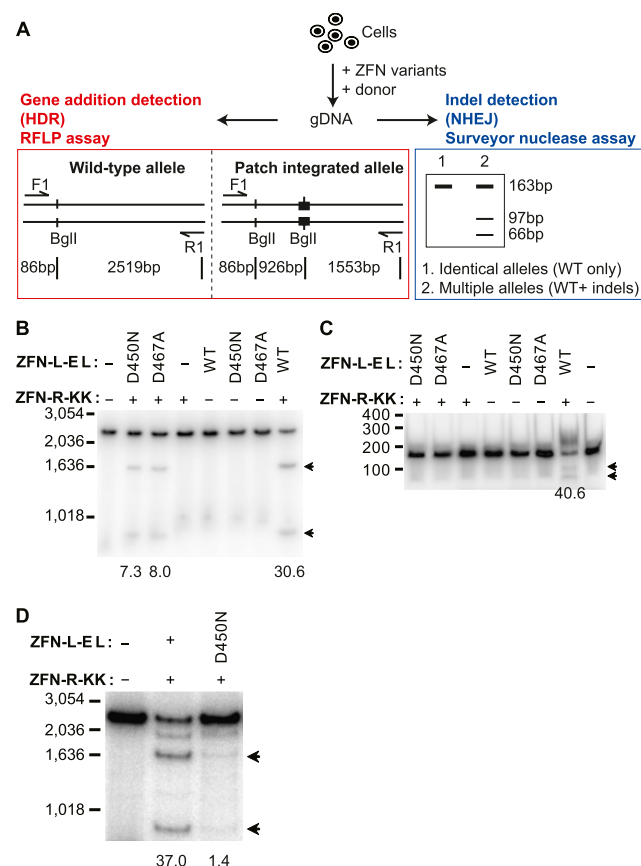 A
Cells
+ ZFN variants
+ donor
gDNA
Gene addition detection
(HDR)
RFLP assay
Indel detection
(NHEJ)
Surveyor nuclease assay
Wild-type allele
Patch integrated allele
F1
BglI
R1
86bp
2519bp
F1
BglI
BglI
R1
86bp
926bp
1553bp
1 2
163bp
97bp
66bp
1. Identical alleles (WT only)
2. Multiple alleles (WT+ indels)
B
ZFN-L-EL: – D450N D467A – WT D450N D467A WT
ZFN-R-KK: – + + + – – – +
3,054
2,036
1,636
1,018
7.3 8.0 30.6
C
ZFN-L-EL: D450N D467A – WT D450N D467A WT –
ZFN-R-KK: + + + – – – + –
400
300
200
100
40.6
D
ZFN-L-EL: – + D450N
ZFN-R-KK: – + +
3,054
2,036
1,636
1,018
37.0 1.4